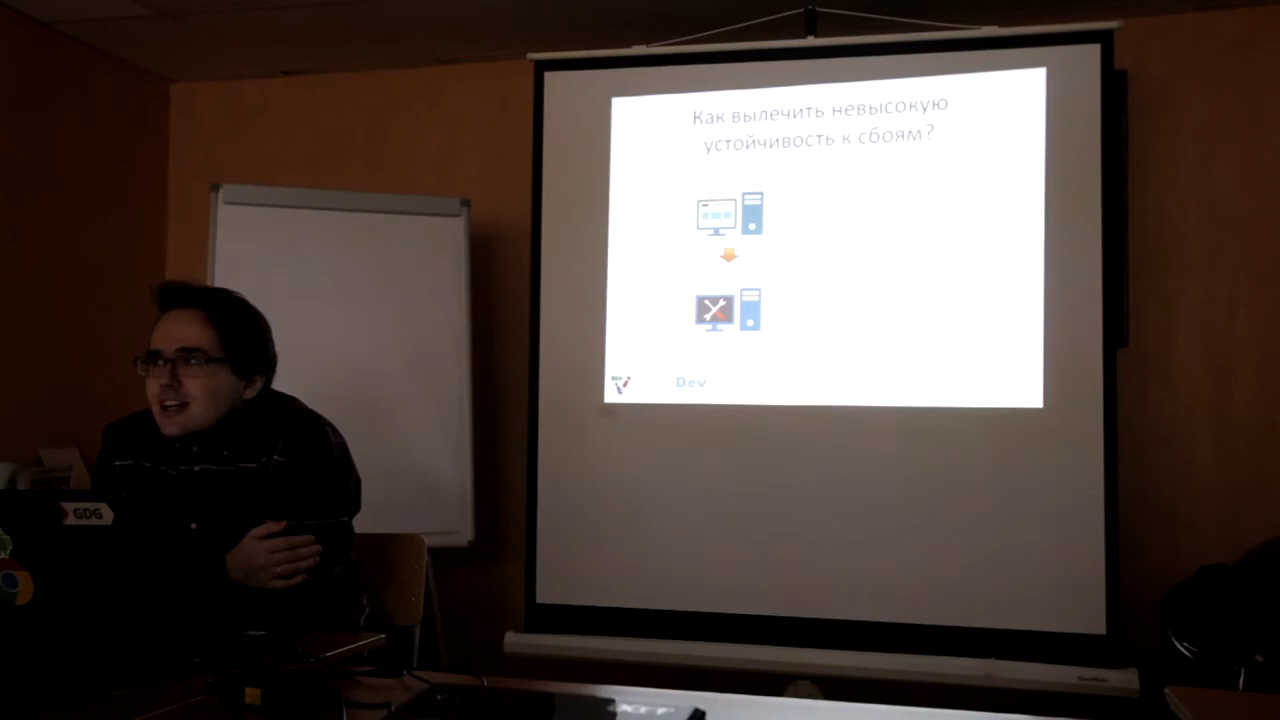 Как вылечить невысокую
устойчивость к сбоям?
Dev
GDG